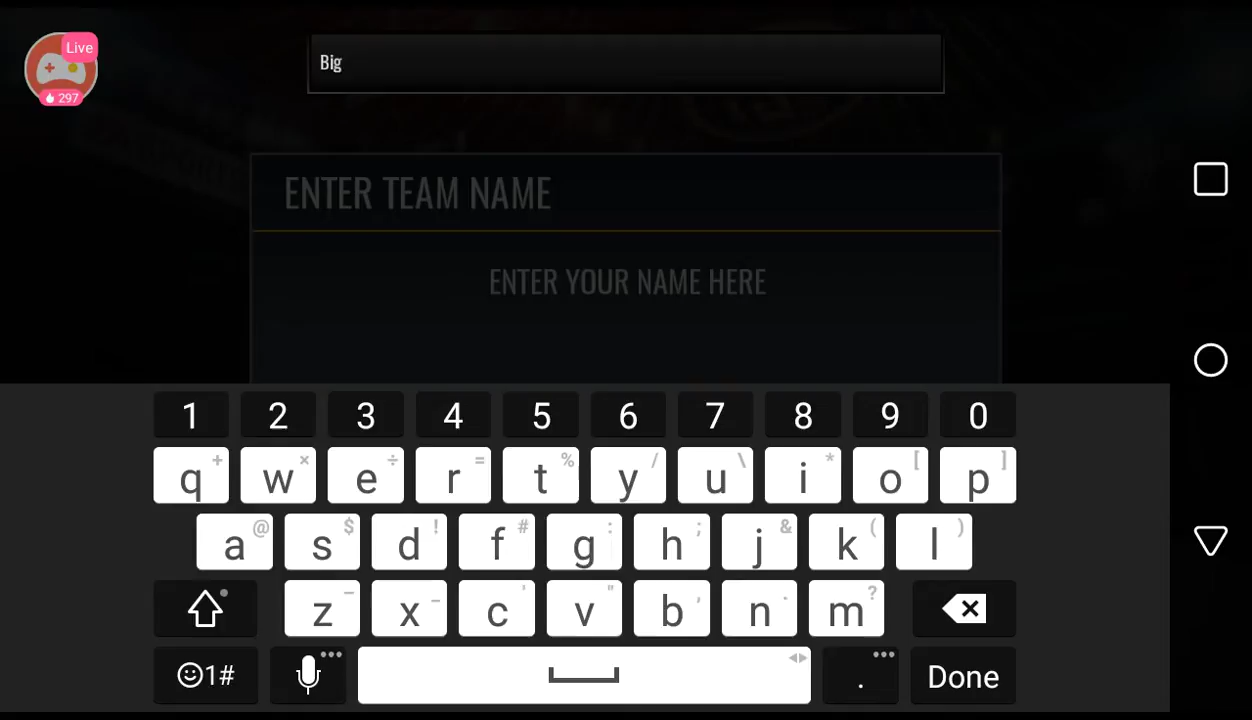 Live
297
Big
ENTER TEAM NAME
ENTER YOUR NAME HERE
1 2 3 4 5 6 7 8 9 0
q + w × e ÷ r = t % y / u \ i * o [ p ]
a @ s $ d ! f # g : h ; j & k ( l )
z – x _ c ' v " b , n . m ?
1# ••• . ••• Done